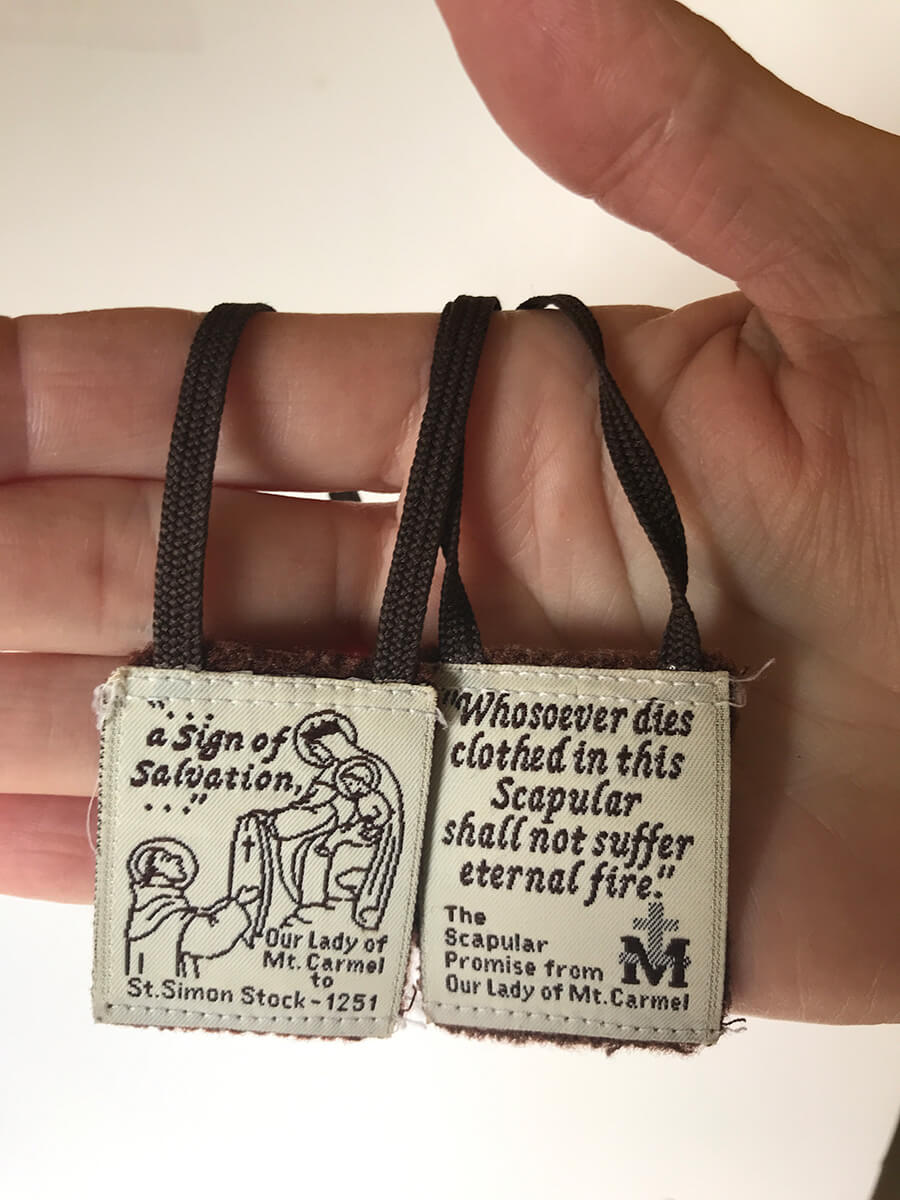 "...
a Sign of
Salvation,
..."
Our Lady of
Mt. Carmel
to
St. Simon Stock - 1251
"Whosoever dies
clothed in this
Scapular
shall not suffer
eternal fire."
The
Scapular
Promise from
Our Lady of Mt. Carmel
M